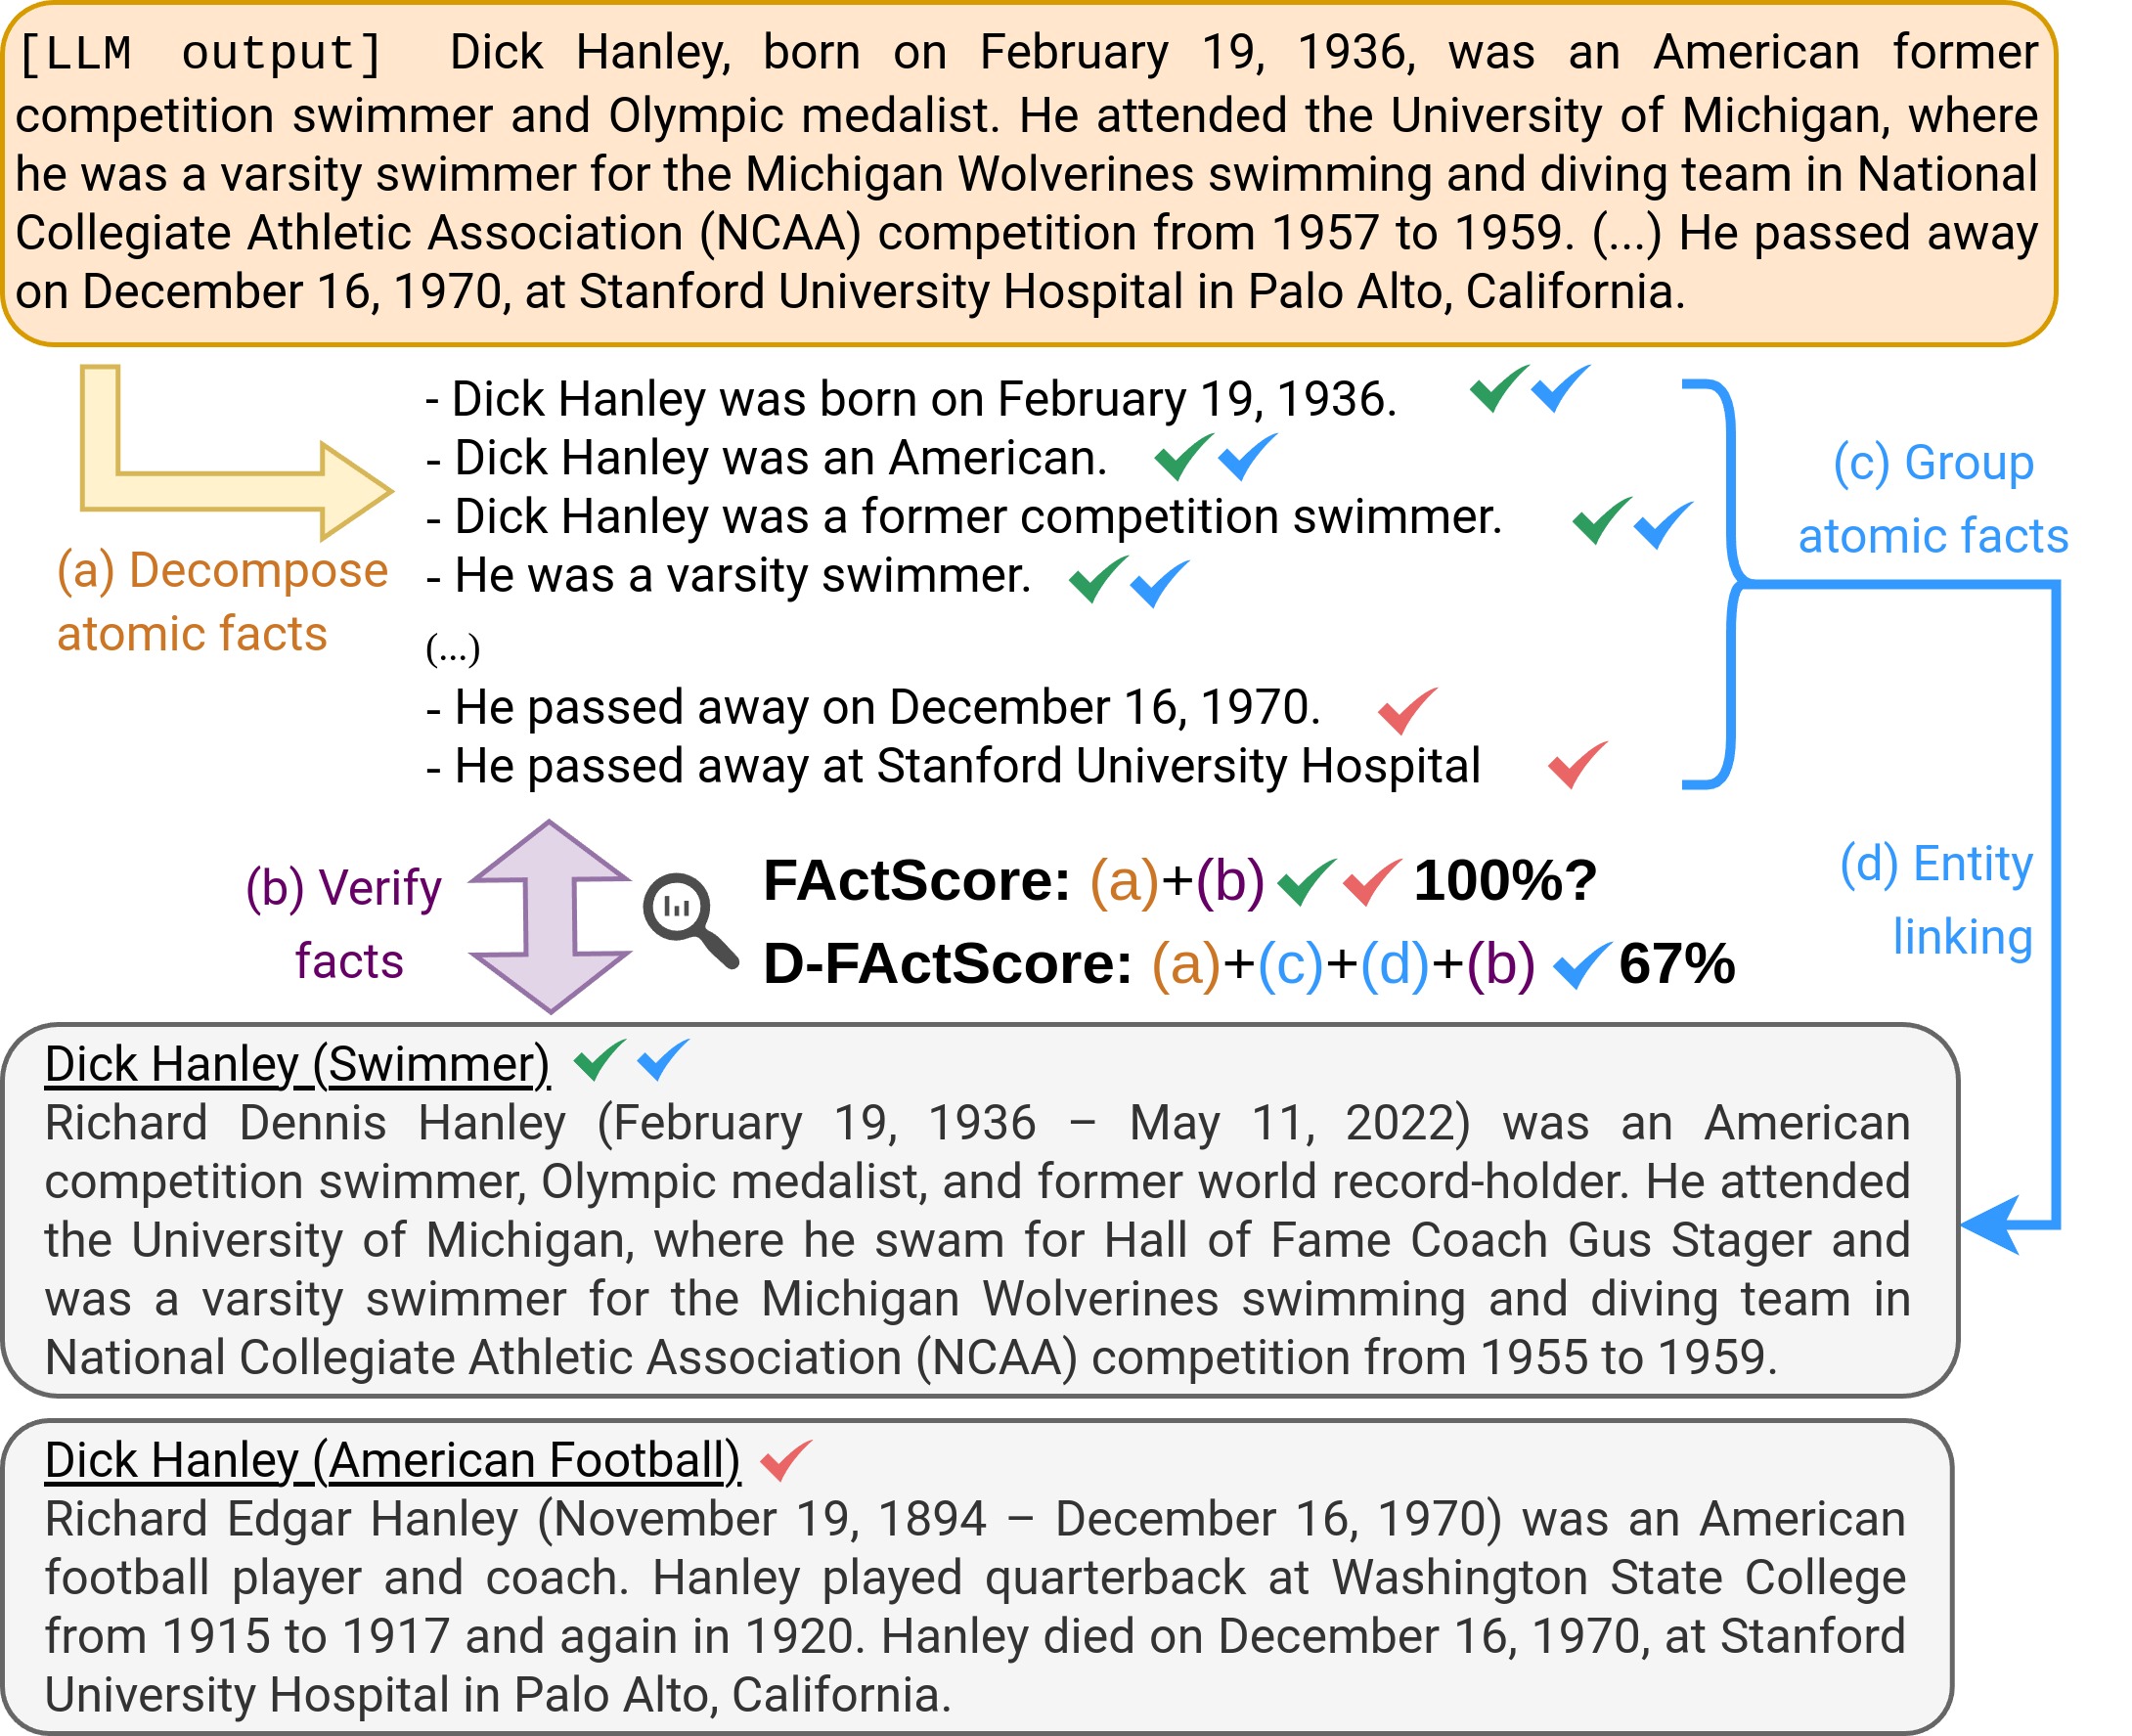 [LLM output] Dick Hanley, born on February 19, 1936, was an American former
competition swimmer and Olympic medalist. He attended the University of Michigan, where
he was a varsity swimmer for the Michigan Wolverines swimming and diving team in National
Collegiate Athletic Association (NCAA) competition from 1957 to 1959. (...) He passed away
on December 16, 1970, at Stanford University Hospital in Palo Alto, California.
- Dick Hanley was born on February 19, 1936.
- Dick Hanley was an American.
- Dick Hanley was a former competition swimmer.
- He was a varsity swimmer.
(...)
- He passed away on December 16, 1970.
- He passed away at Stanford University Hospital
(a) Decompose
atomic facts
(c) Group
atomic facts
(b) Verify
facts
FActScore: (a)+(b) 100%?
D-FActScore: (a)+(c)+(d)+(b) 67%
(d) Entity
linking
Dick Hanley (Swimmer)
Richard Dennis Hanley (February 19, 1936 – May 11, 2022) was an American
competition swimmer, Olympic medalist, and former world record-holder. He attended
the University of Michigan, where he swam for Hall of Fame Coach Gus Stager and
was a varsity swimmer for the Michigan Wolverines swimming and diving team in
National Collegiate Athletic Association (NCAA) competition from 1955 to 1959.
Dick Hanley (American Football)
Richard Edgar Hanley (November 19, 1894 – December 16, 1970) was an American
football player and coach. Hanley played quarterback at Washington State College
from 1915 to 1917 and again in 1920. Hanley died on December 16, 1970, at Stanford
University Hospital in Palo Alto, California.